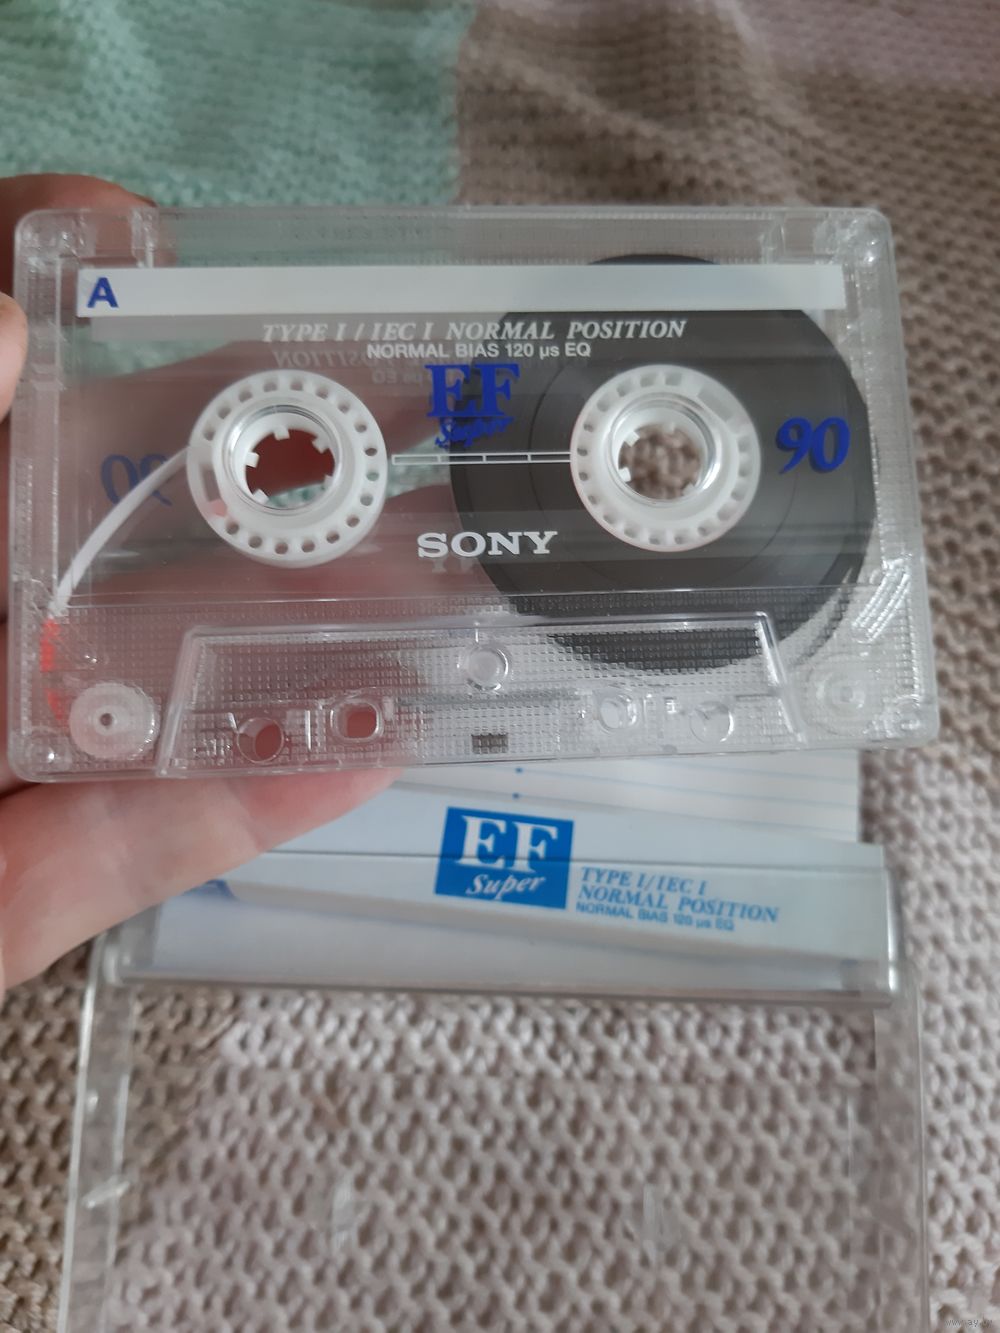 A
TYPE I / IEC I NORMAL POSITION
NORMAL BIAS 120 µs EQ
EF
Super
90
SONY
EF
Super
TYPE I/IEC I
NORMAL POSITION
NORMAL BIAS 120 µs EQ